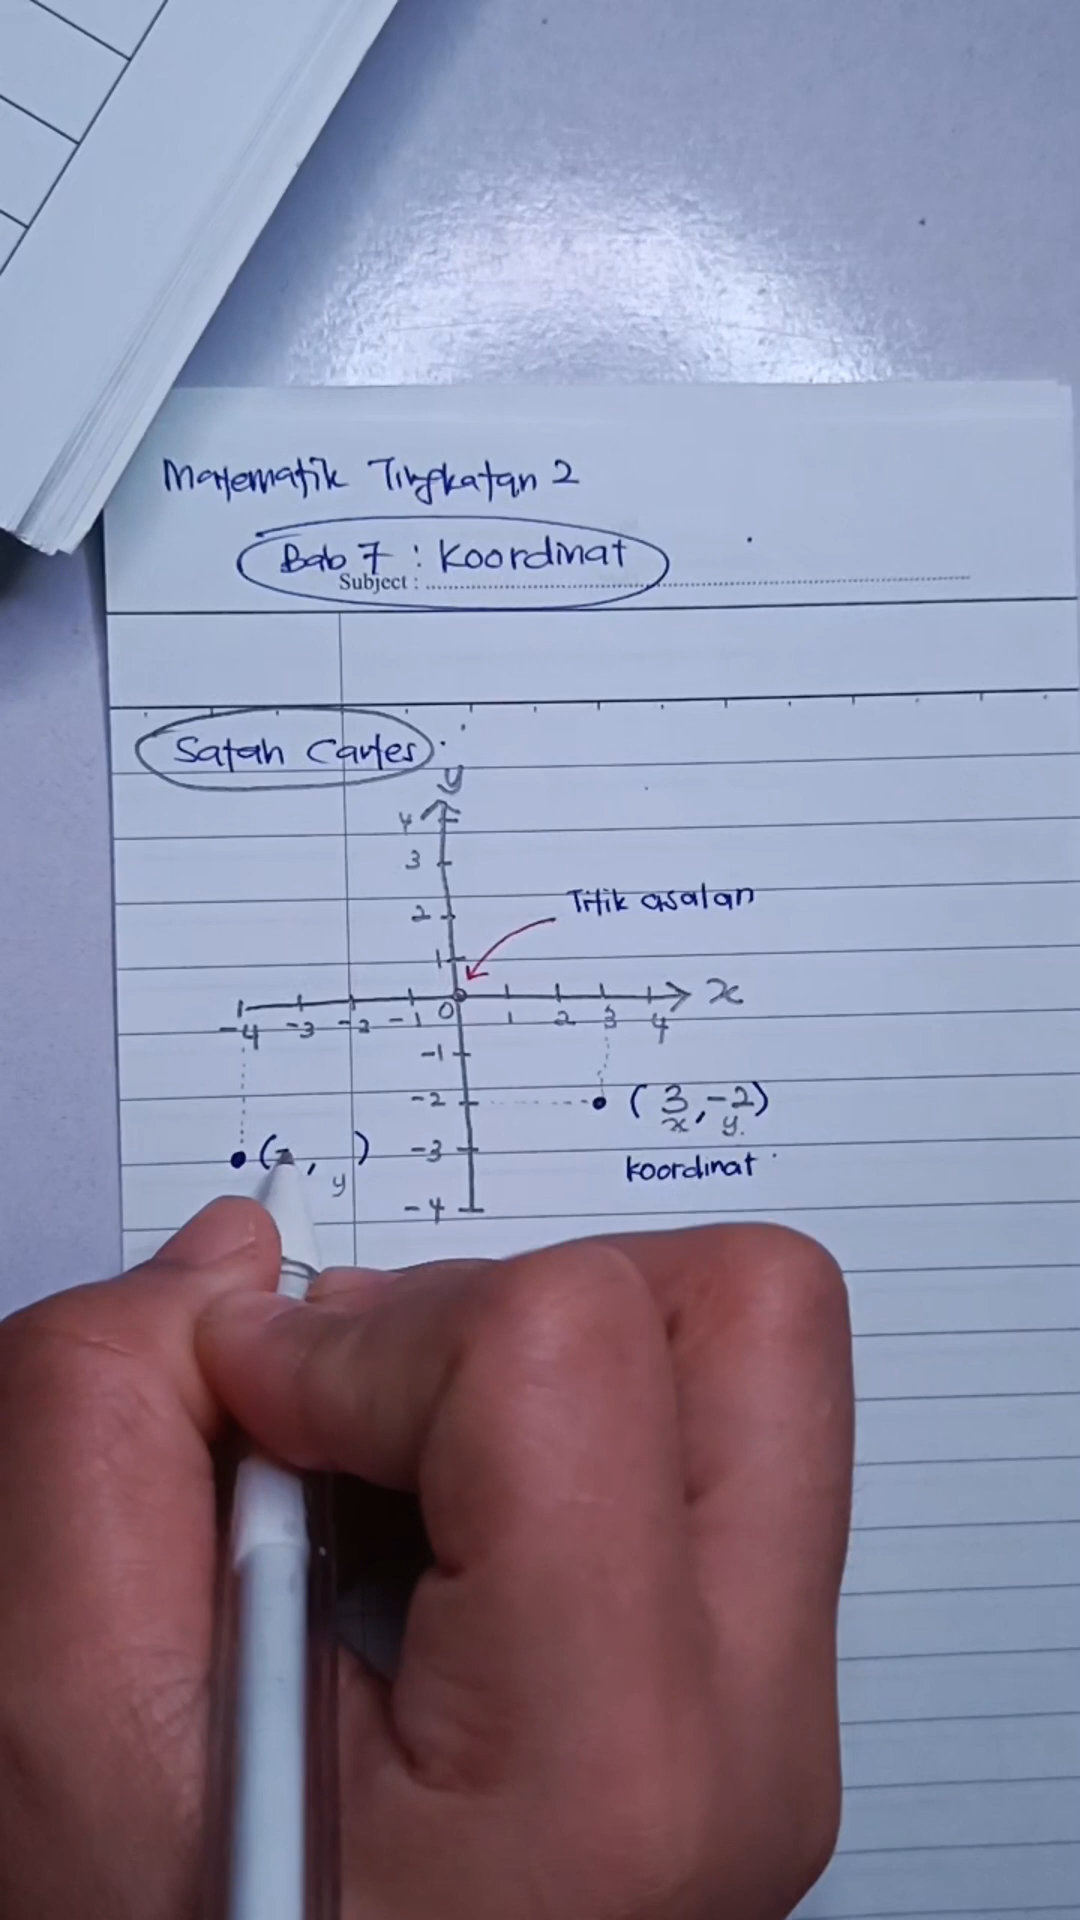 Matematik Tingkatan 2
Bab 7 : Koordinat
Subject :
Satah Cartes
y
4
3
Titik asalan
2
1
x
-4 -3 -2 -1 0 1 2 3 4
-1
-2
(3, -2)
x y
( - , )
y
-3
koordinat
-4